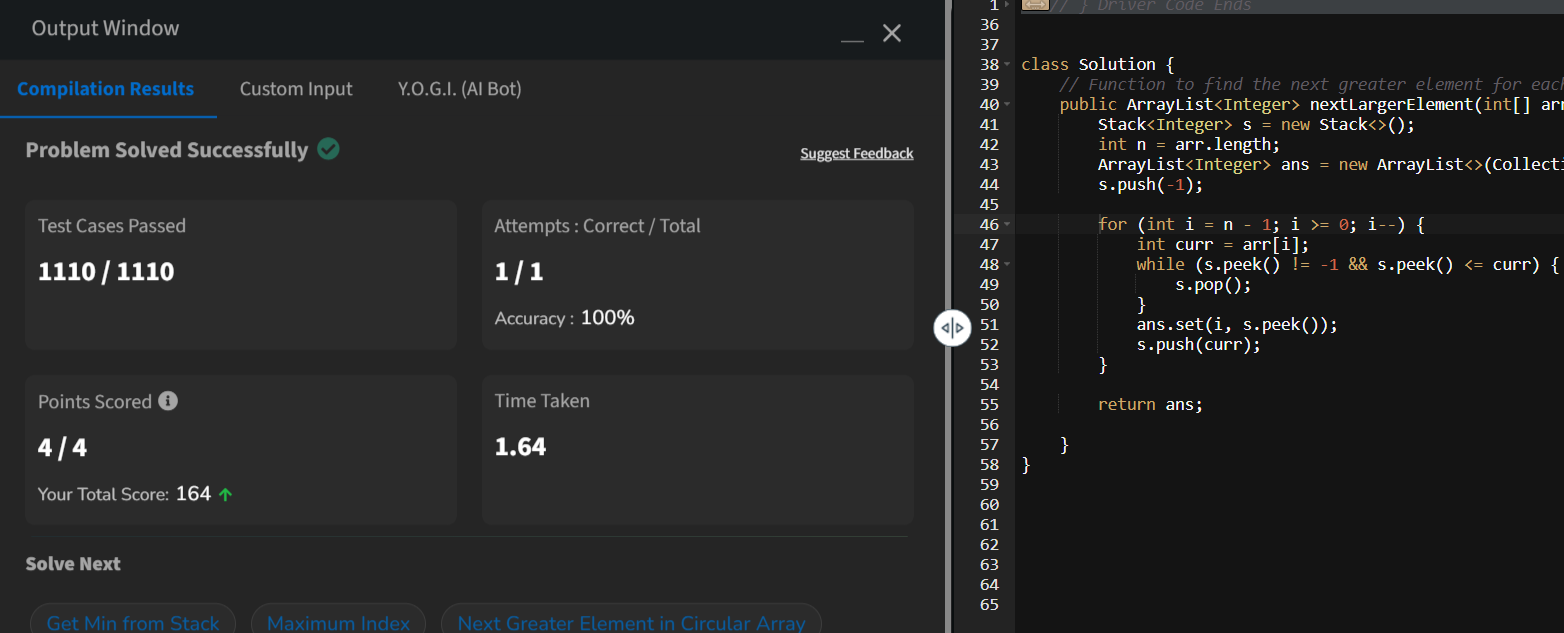 Output Window
Compilation Results Custom Input Y.O.G.I. (AI Bot)
Problem Solved Successfully
Suggest Feedback
Test Cases Passed
1110 / 1110
Attempts : Correct / Total
1 / 1
Accuracy : 100%
Points Scored
4 / 4
Your Total Score: 164
Time Taken
1.64
Solve Next
Get Min from Stack Maximum Index Next Greater Element in Circular Array
1 // } Driver Code Ends
36
37
38 class Solution {
39 // Function to find the next greater element for each
40 public ArrayList<Integer> nextLargerElement(int[] arr
41 Stack<Integer> s = new Stack<>();
42 int n = arr.length;
43 ArrayList<Integer> ans = new ArrayList<>(Collecti
44 s.push(-1);
45
46 for (int i = n - 1; i >= 0; i--) {
47 int curr = arr[i];
48 while (s.peek() != -1 && s.peek() <= curr) {
49 s.pop();
50 }
51 ans.set(i, s.peek());
52 s.push(curr);
53 }
54
55 return ans;
56
57 }
58 }
59
60
61
62
63
64
65